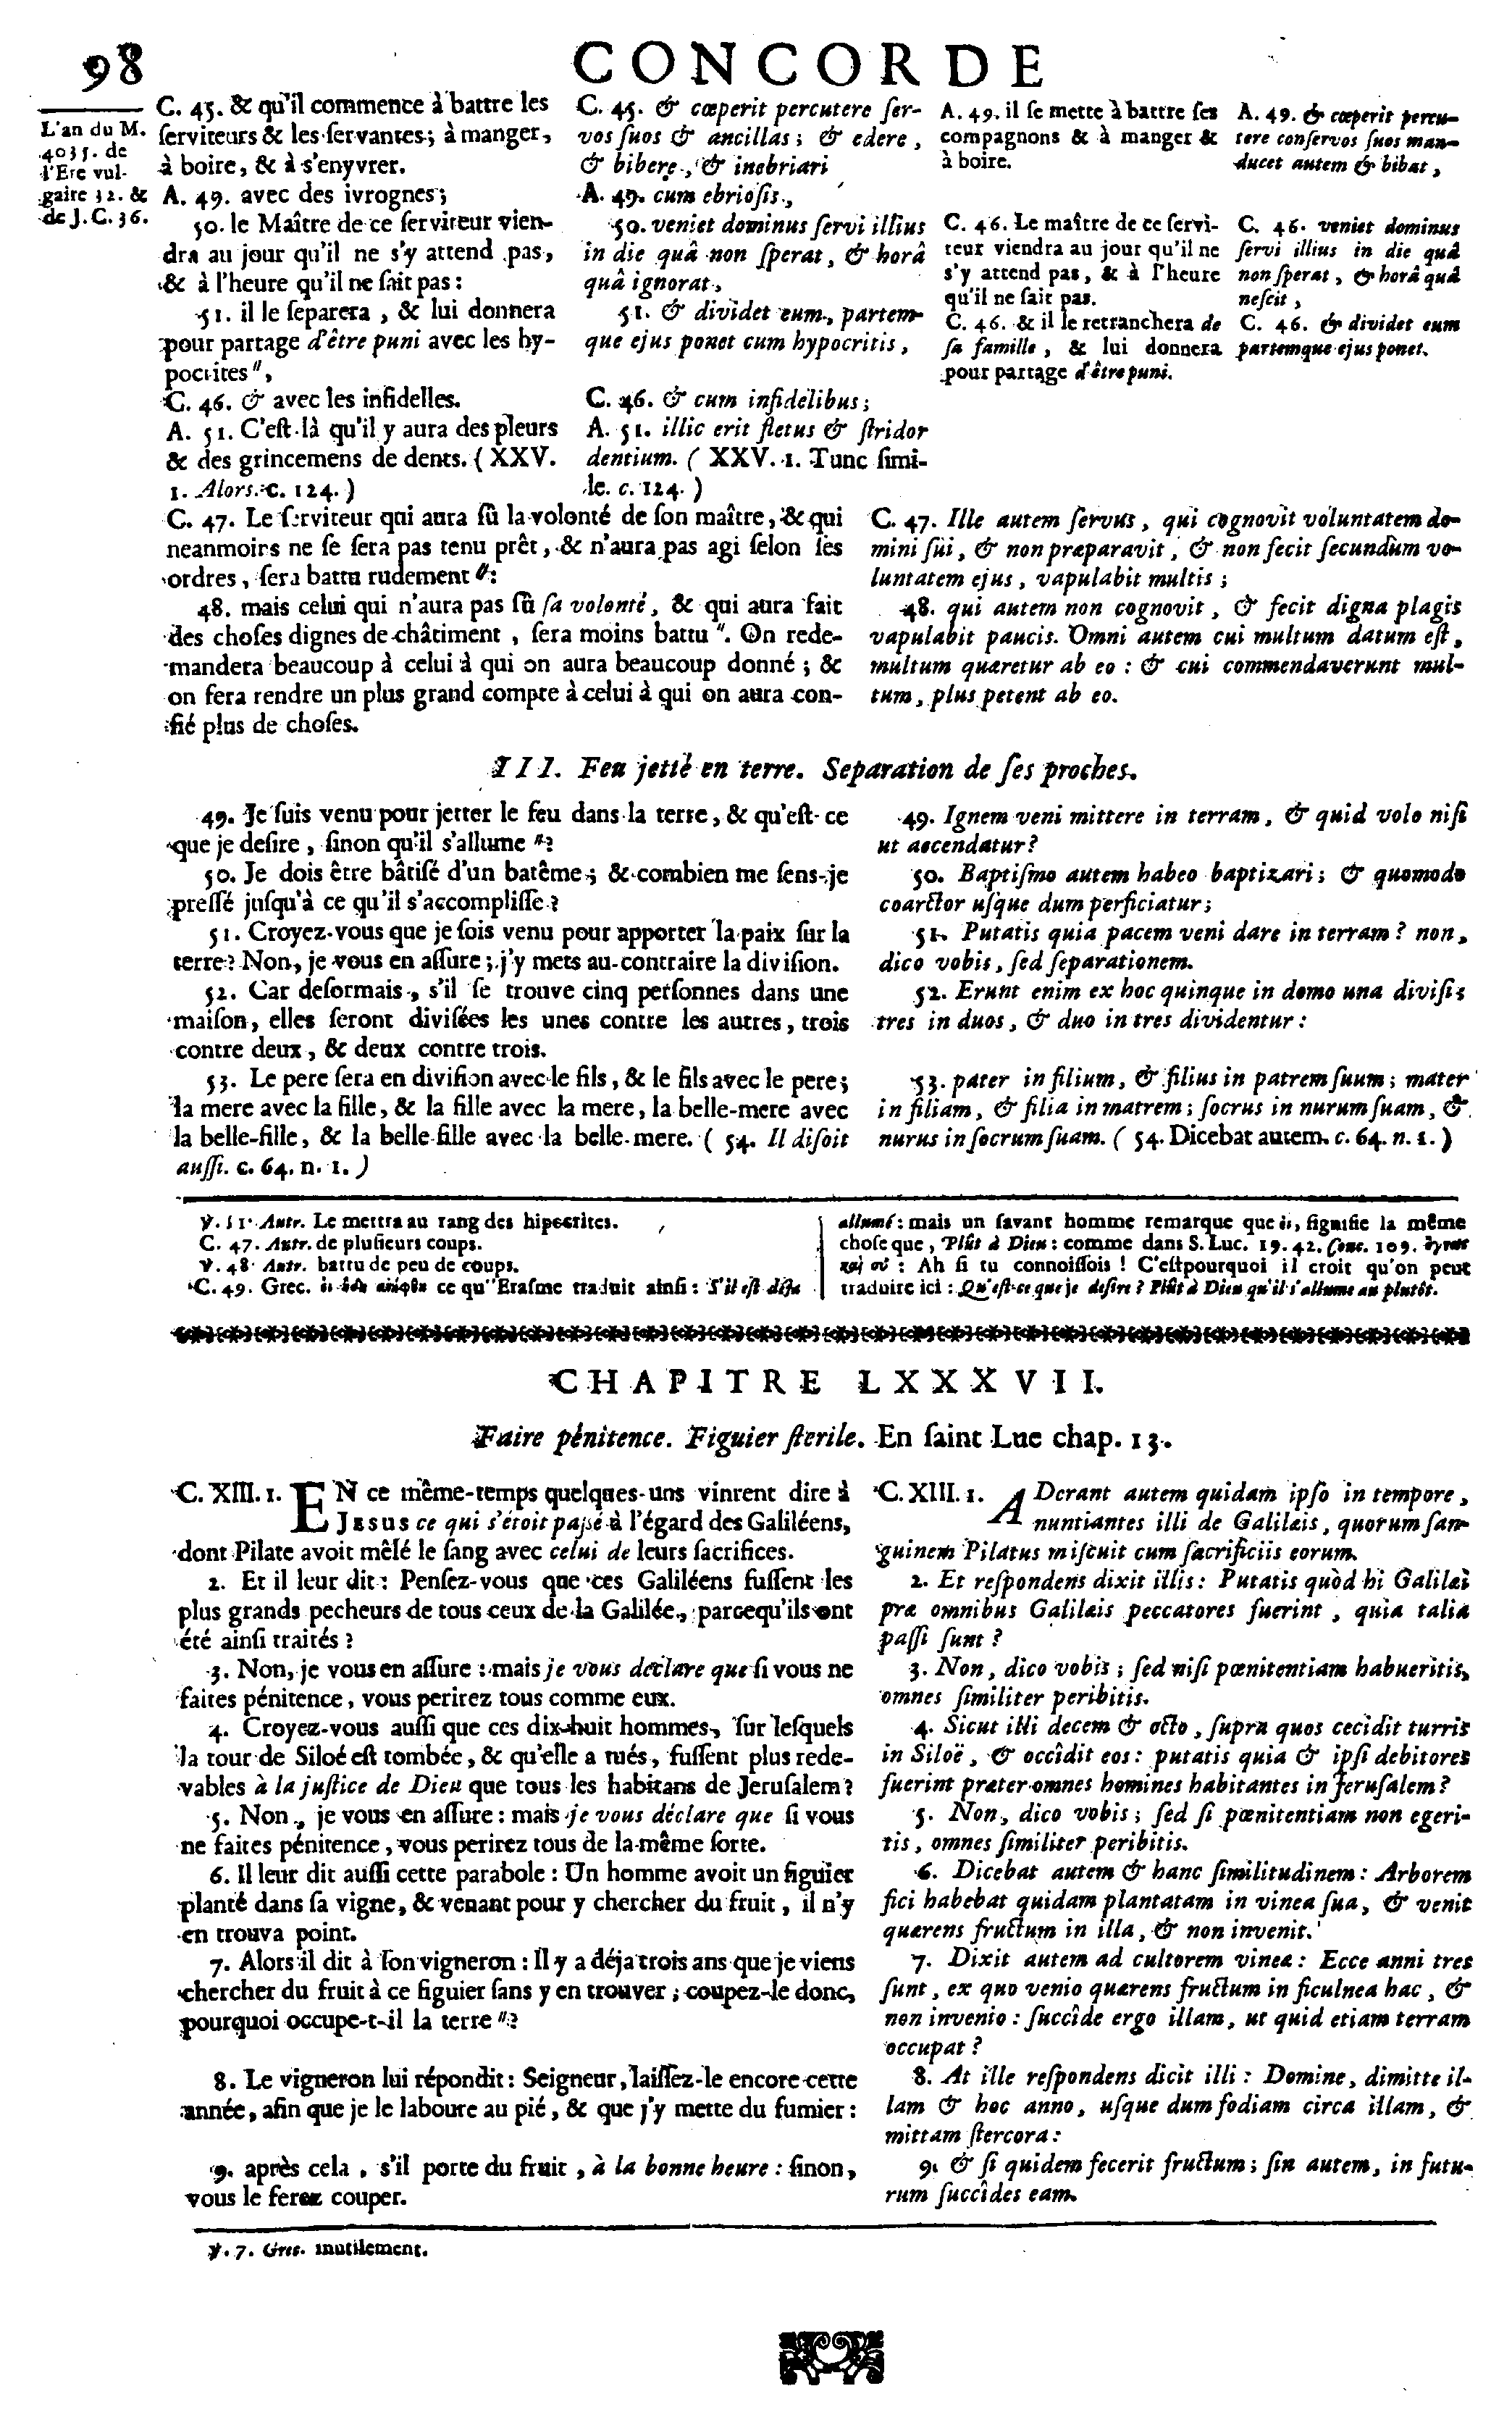 98
CONCORDE
L'an du M.
4035. de
l'Ere vul-
gaire 32. &
de J. C. 36.
C. 45. & qu'il commence à battre les
ſerviteurs & les ſervantes; à manger,
à boire, & à s'enyvrer.
A. 49. avec des ivrognes;
50. le Maître de ce ſerviteur vien-
dra au jour qu'il ne s'y attend pas,
& à l'heure qu'il ne ſait pas:
51. il le ſeparera, & lui donnera
pour partage d'être puni avec les hy-
pocrites",
C. 46. & avec les infidelles.
A. 51. C'eſt là qu'il y aura des pleurs
& des grincemens de dents. (XXV.
1. Alors. c. 124.)
C. 45. & cœperit percutere ſer-
vos ſuos & ancillas; & edere,
& bibere, & inebriari
A. 49. cum ebrioſis,
50. veniet dominus ſervi illius
in die quâ non ſperat, & horâ
quâ ignorat,
51. & dividet eum, partem-
que ejus ponet cum hypocritis,
C. 46. & cum infidelibus;
A. 51. illic erit fletus & ſtridor
dentium. (XXV. 1. Tunc ſimi-
le. c. 124.)
A. 49. il ſe mette à battre ſes
compagnons & à manger &
à boire.
C. 46. Le maître de ce ſervi-
teur viendra au jour qu'il ne
s'y attend pas, & à l'heure
qu'il ne ſait pas.
C. 46. & il le retranchera de
ſa famille, & lui donnera
pour partage d'être puni.
A. 49. & cœperit percu-
tere conſervos ſuos man-
ducet autem & bibat,
C. 46. veniet dominus
ſervi illius in die quâ
non ſperat, & horâ quâ
neſcit,
C. 46. & dividet eum
partemque ejus ponet.
C. 47. Le ſerviteur qui aura ſû la volonté de ſon maître, & qui
neanmoins ne ſe ſera pas tenu prêt, & n'aura pas agi ſelon ſes
ordres, ſera battu rudement":
48. mais celui qui n'aura pas ſû ſa volonté, & qui aura fait
des choſes dignes de châtiment, ſera moins battu". On rede-
mandera beaucoup à celui à qui on aura beaucoup donné; &
on fera rendre un plus grand compte à celui à qui on aura con-
fié plus de choſes.
C. 47. Ille autem ſervus, qui cognovit voluntatem do-
mini ſui, & non præparavit, & non fecit ſecundùm vo-
luntatem ejus, vapulabit multis;
48. qui autem non cognovit, & fecit digna plagis
vapulabit paucis. Omni autem cui multum datum eſt,
multum quæretur ab eo: & cui commendaverunt mul-
tum, plus petent ab eo.
III. Feu jetté en terre. Separation de ſes proches.
49. Je ſuis venu pour jetter le feu dans la terre, & qu'eſt-ce
que je deſire, ſinon qu'il s'allume"?
50. Je dois être bâtiſé d'un batême; & combien me ſens-je
preſſé juſqu'à ce qu'il s'accompliſſe?
51. Croyez-vous que je ſois venu pour apporter la paix ſur la
terre? Non, je vous en aſſure; j'y mets au-contraire la diviſion.
52. Car deſormais, s'il ſe trouve cinq perſonnes dans une
maiſon, elles ſeront diviſées les unes contre les autres, trois
contre deux, & deux contre trois.
53. Le pere ſera en diviſion avec le fils, & le fils avec le pere;
la mere avec la fille, & la fille avec la mere, la belle-mere avec
la belle-fille, & la belle-fille avec la belle-mere. (54. Il diſoit
auſſi. c. 64. n. 1.)
49. Ignem veni mittere in terram, & quid volo niſi
ut accendatur?
50. Baptiſmo autem habeo baptizari; & quomodo
coarctor uſque dum perficiatur;
51. Putatis quia pacem veni dare in terram? non,
dico vobis, ſed ſeparationem.
52. Erunt enim ex hoc quinque in domo una diviſi;
tres in duos, & duo in tres dividentur:
53. pater in filium, & filius in patrem ſuum; mater
in filiam, & filia in matrem; ſocrus in nurum ſuam, &
nurus in ſocrum ſuam. (54. Dicebat autem. c. 64. n. 1.)
℣. 51. Autr. Le mettra au rang des hipocrites.
C. 47. Autr. de pluſieurs coups.
℣. 48. Autr. battu de peu de coups.
C. 49. Grec. ce qu'Eraſme traduit ainſi: S'il eſt déja
allumé: mais un ſavant homme remarque que ſignifie la même
choſe que, Plût à Dieu: comme dans S. Luc. 19. 42. Conc. 109.
: Ah ſi tu connoiſſois! C'eſtpourquoi il croit qu'on peut
traduire ici: Qu'eſt-ce que je deſire? Plût à Dieu qu'il s'allume au plutôt.
CHAPITRE LXXXVII.
Faire pénitence. Figuier ſterile. En ſaint Luc chap. 13.
C. XIII. 1. EN ce même-temps quelques-uns vinrent dire à
JESUS ce qui s'étoit paſſé à l'égard des Galiléens,
dont Pilate avoit mêlé le ſang avec celui de leurs ſacrifices.
2. Et il leur dit: Penſez-vous que ces Galiléens fuſſent les
plus grands pecheurs de tous ceux de la Galilée, parcequ'ils ont
été ainſi traités?
3. Non, je vous en aſſure: mais je vous déclare que ſi vous ne
faites pénitence, vous perirez tous comme eux.
4. Croyez-vous auſſi que ces dix-huit hommes, ſur leſquels
la tour de Siloé eſt tombée, & qu'elle a tués, fuſſent plus rede-
vables à la juſtice de Dieu que tous les habitans de Jeruſalem?
5. Non, je vous en aſſure: mais je vous déclare que ſi vous
ne faites pénitence, vous perirez tous de la même ſorte.
6. Il leur dit auſſi cette parabole: Un homme avoit un figuier
planté dans ſa vigne, & venant pour y chercher du fruit, il n'y
en trouva point.
7. Alors il dit à ſon vigneron: Il y a déja trois ans que je viens
chercher du fruit à ce figuier ſans y en trouver; coupez-le donc,
pourquoi occupe-t-il la terre"?
8. Le vigneron lui répondit: Seigneur, laiſſez-le encore cette
année, afin que je le laboure au pié, & que j'y mette du fumier:
9. après cela, s'il porte du fruit, à la bonne heure: ſinon,
vous le ferez couper.
C. XIII. 1. ADerant autem quidam ipſo in tempore,
nuntiantes illi de Galilæis, quorum ſan-
guinem Pilatus miſcuit cum ſacrificiis eorum.
2. Et reſpondens dixit illis: Putatis quòd hi Galilæi
præ omnibus Galilæis peccatores fuerint, quia talia
paſſi ſunt?
3. Non, dico vobis; ſed niſi pœnitentiam habueritis,
omnes ſimiliter peribitis.
4. Sicut illi decem & octo, ſupra quos cecidit turris
in Siloë, & occîdit eos: putatis quia & ipſi debitores
fuerint præter omnes homines habitantes in Jeruſalem?
5. Non, dico vobis; ſed ſi pœnitentiam non egeri-
tis, omnes ſimiliter peribitis.
6. Dicebat autem & hanc ſimilitudinem: Arborem
fici habebat quidam plantatam in vinea ſua, & venit
quærens fructum in illa, & non invenit.
7. Dixit autem ad cultorem vineæ: Ecce anni tres
ſunt, ex quo venio quærens fructum in ficulnea hac, &
non invenio: ſuccîde ergo illam, ut quid etiam terram
occupat?
8. At ille reſpondens dicit illi: Domine, dimitte il-
lam & hoc anno, uſque dum fodiam circa illam, &
mittam ſtercora:
9. & ſi quidem fecerit fructum; ſin autem, in futu-
rum ſuccîdes eam.
℣. 7. Grec. inutilement.